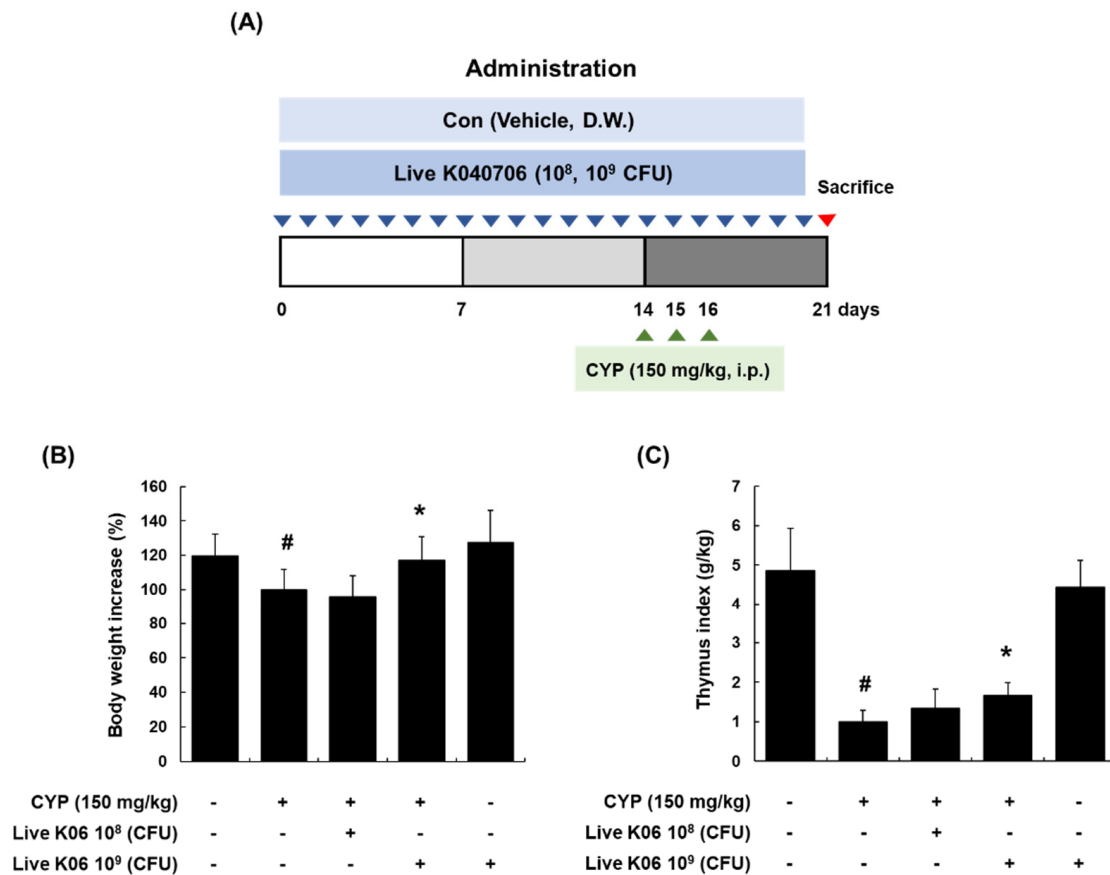 (A)
Administration
Con (Vehicle, D.W.)
Live K040706 (10⁸, 10⁹ CFU)
Sacrifice
0 7 14 15 16 21 days
CYP (150 mg/kg, i.p.)
(B)
Body weight increase (%)
160
140
120
100
80
60
40
20
0
#
*
CYP (150 mg/kg) - + + + -
Live K06 10⁸ (CFU) - - + - -
Live K06 10⁹ (CFU) - - - + +
(C)
Thymus index (g/kg)
7
6
5
4
3
2
1
0
#
*
CYP (150 mg/kg) - + + + -
Live K06 10⁸ (CFU) - - + - -
Live K06 10⁹ (CFU) - - - + +